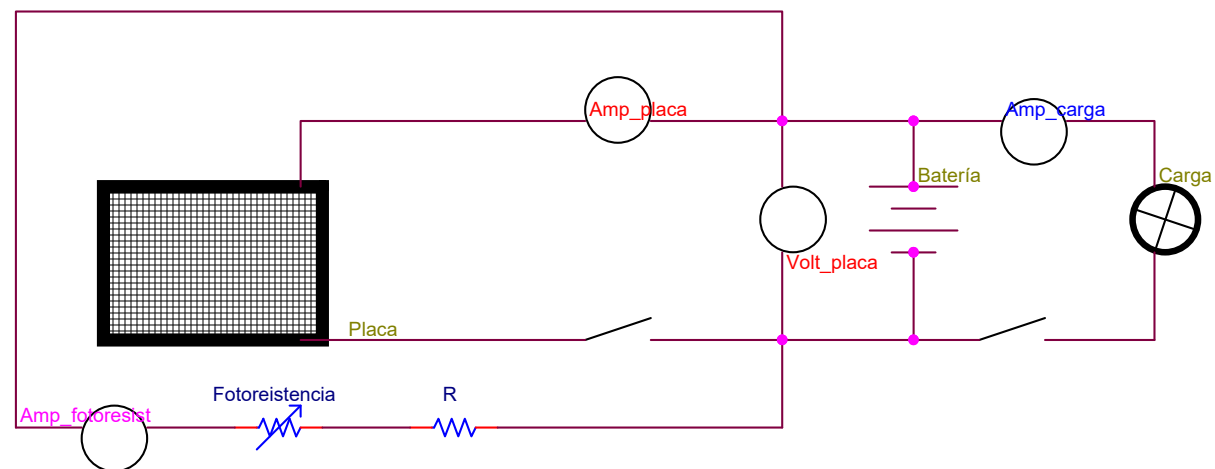 Amp_placa
Amp_carga
Batería
Carga
Volt_placa
Placa
Fotoreistencia
R
Amp_fotoresist